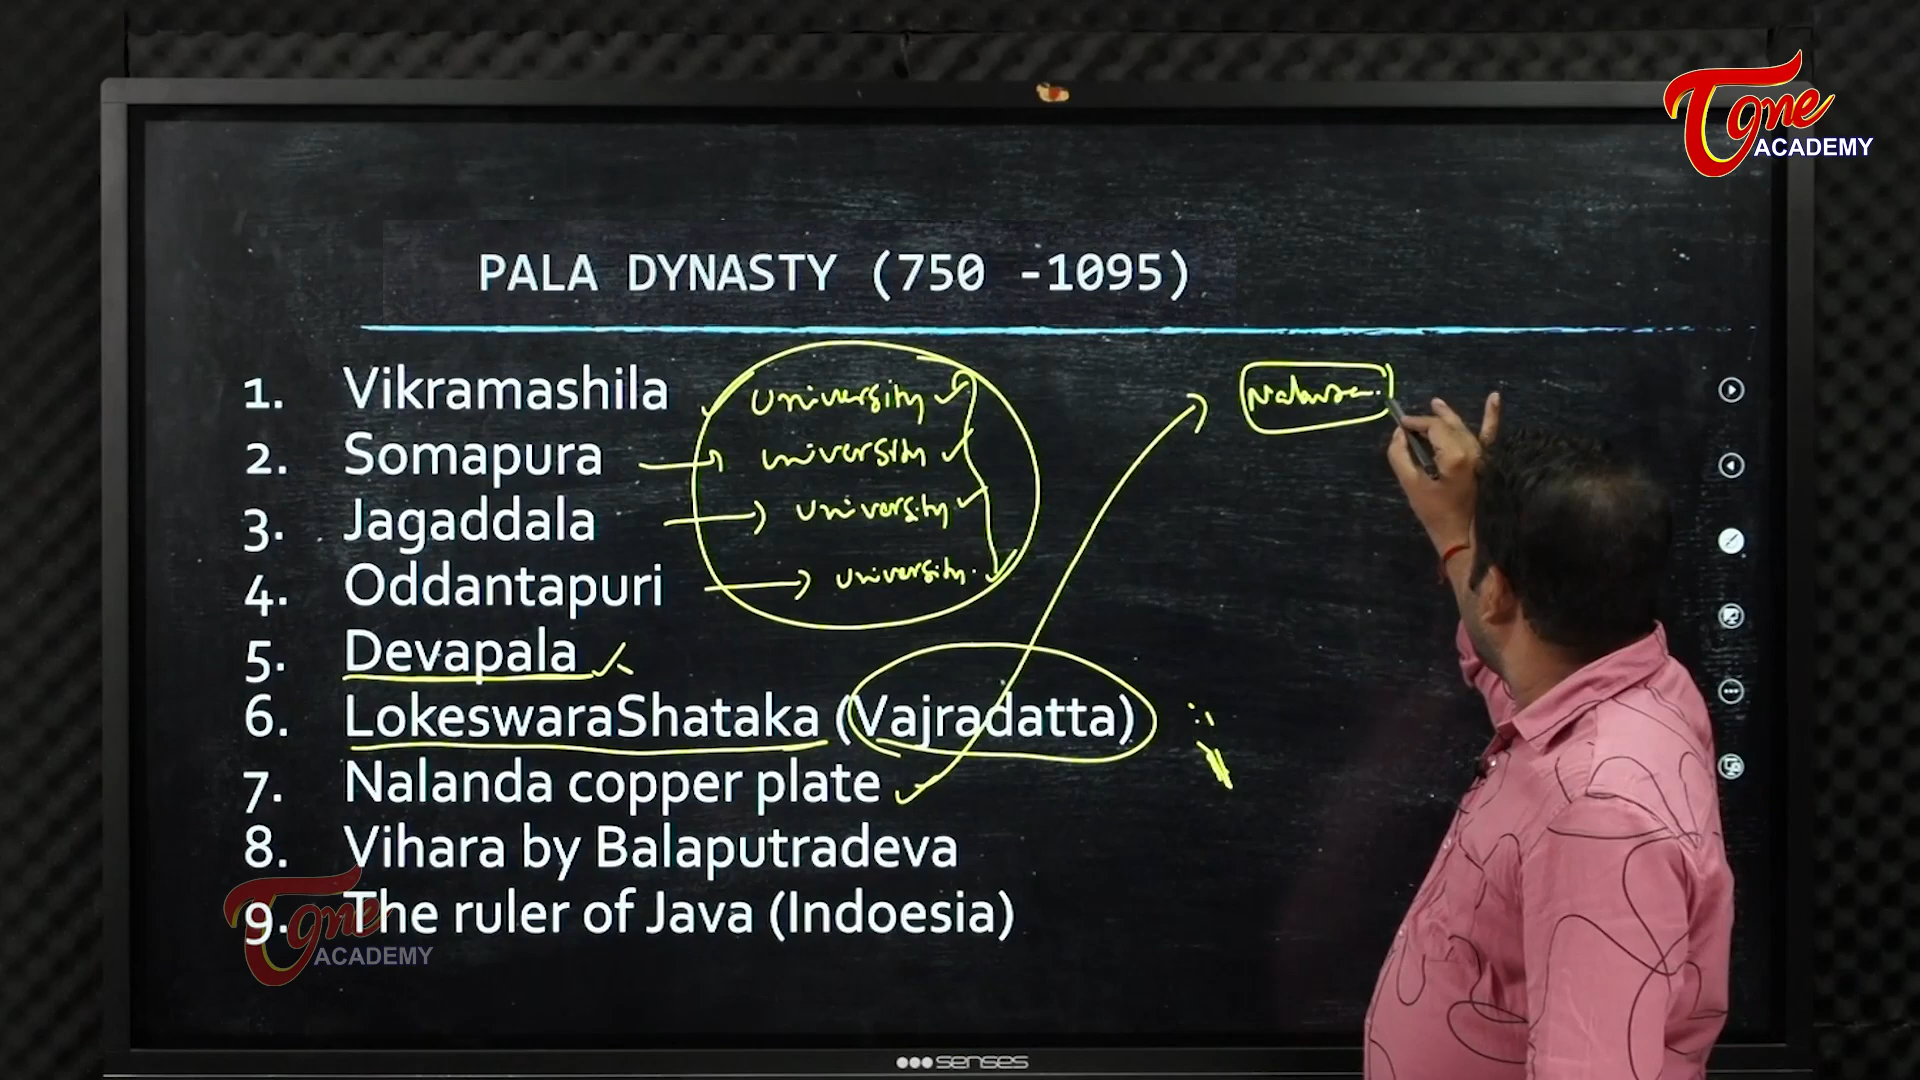 Tone
ACADEMY
PALA DYNASTY (750 -1095)
1. Vikramashila university
2. Somapura university
3. Jagaddala university
4. Oddantapuri university.
5. Devapala
6. LokeswaraShataka (Vajradatta)
7. Nalanda copper plate
8. Vihara by Balaputradeva
9. The ruler of Java (Indoesia)
Tone
ACADEMY
senses